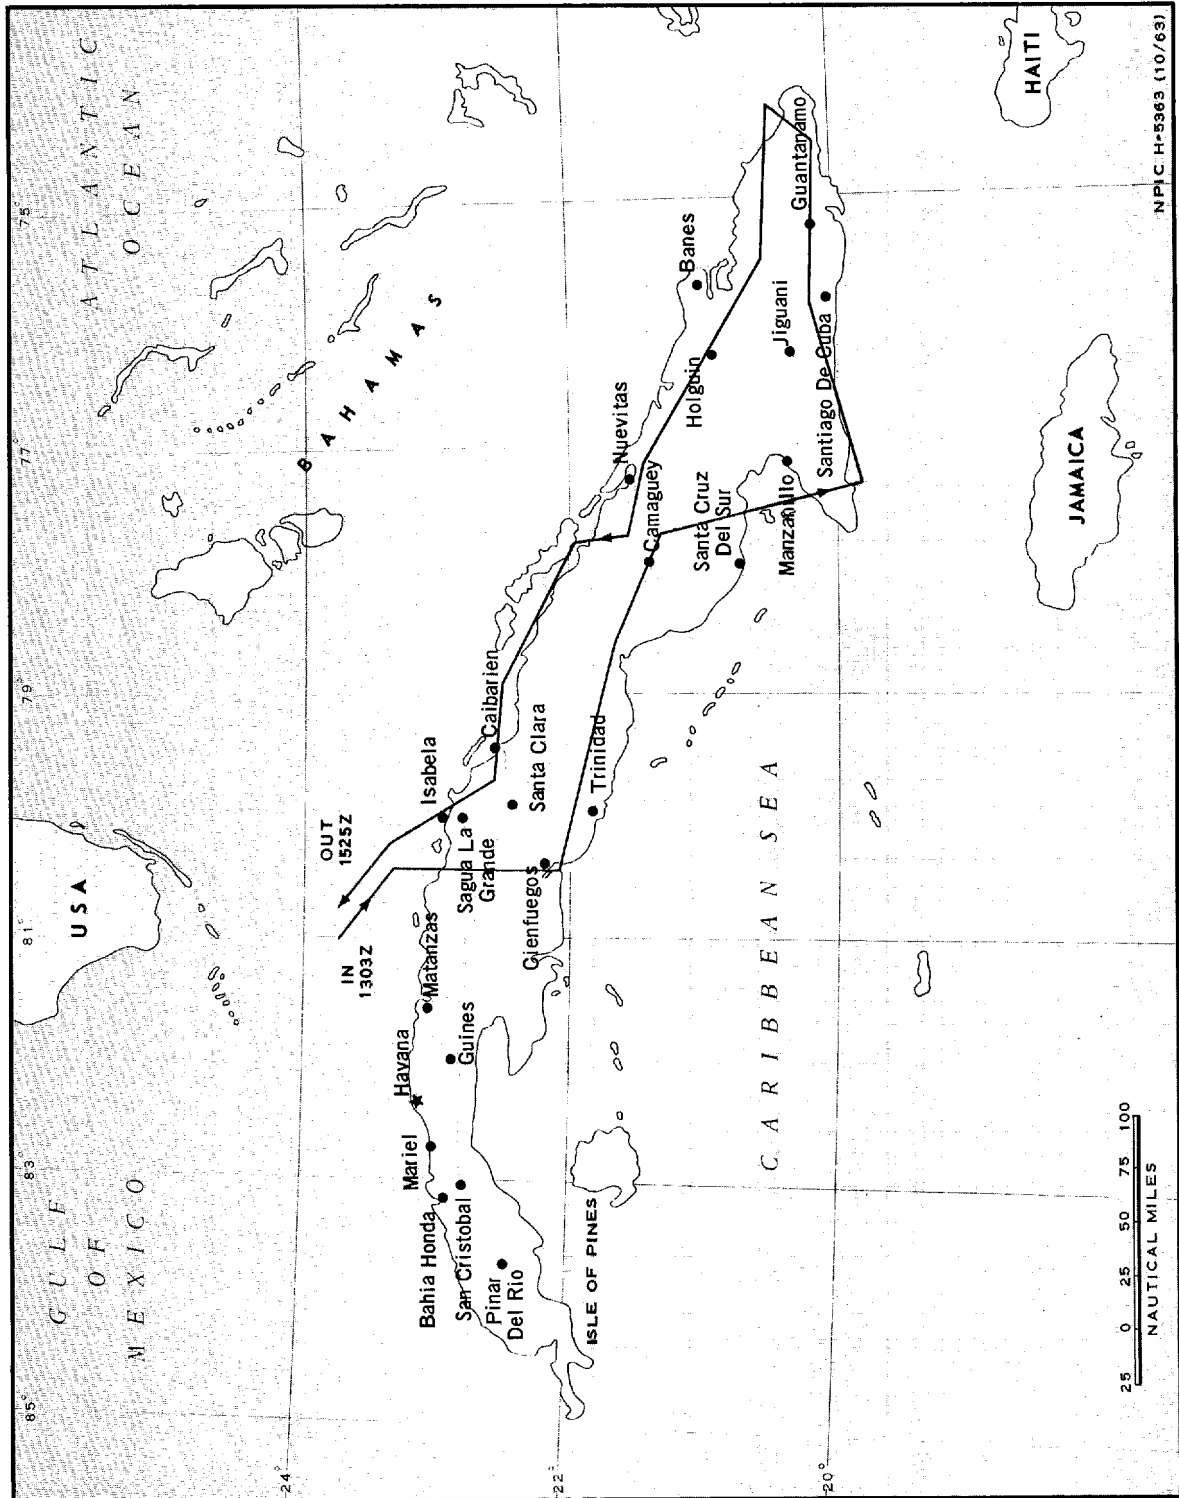 85°
83°
81°
79°
77°
75°
GULF
OF
MEXICO
USA
ATLANTIC
OCEAN
BAHAMAS
24°
22°
20°
IN
1303Z
OUT
1525Z
Bahia Honda
Mariel
Havana
Matanzas
San Cristobal
Pinar
Del Rio
Guines
Isabela
Sagua La
Grande
Caibarien
Santa Clara
Cienfuegos
Trinidad
Nuevitas
Camaguey
Santa Cruz
Del Sur
Banes
Holguin
Jiguani
Manzanillo
Santiago De Cuba
Guantanamo
ISLE OF PINES
CARIBBEAN SEA
JAMAICA
HAITI
25 0 25 50 75 100
NAUTICAL MILES
NPIC H-5363 (10/63)